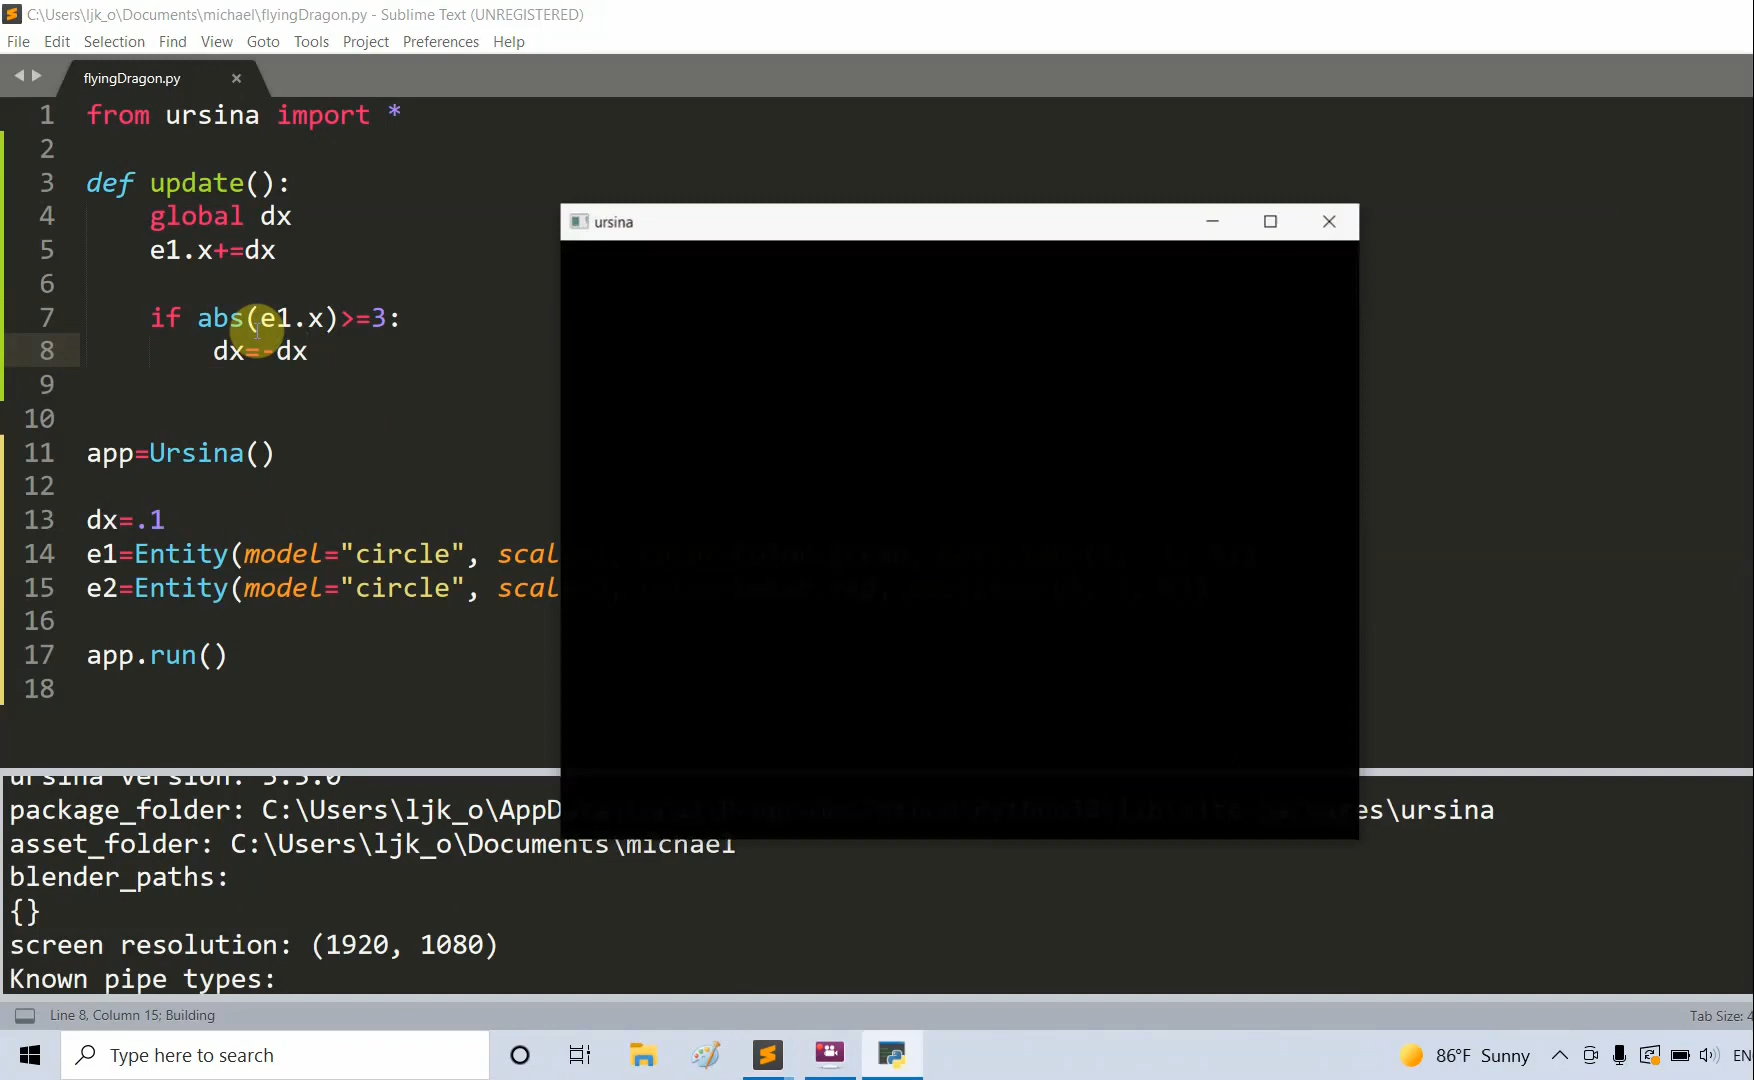 C:\Users\ljk_o\Documents\michael\flyingDragon.py - Sublime Text (UNREGISTERED)
File Edit Selection Find View Goto Tools Project Preferences Help
flyingDragon.py
1 from ursina import *
2
3 def update():
4 global dx
5 e1.x+=dx
6
7 if abs(e1.x)>=3:
8 dx=-dx
9
10
11 app=Ursina()
12
13 dx=.1
14 e1=Entity(model="circle", scal
15 e2=Entity(model="circle", scal
16
17 app.run()
18
ursina
ursina version: 3.3.0
package_folder: C:\Users\ljk_o\AppD
es\ursina
asset_folder: C:\Users\ljk_o\Documents\michael
blender_paths:
{}
screen resolution: (1920, 1080)
Known pipe types:
Line 8, Column 15; Building
Tab Size: 4
Type here to search
86°F Sunny
EN